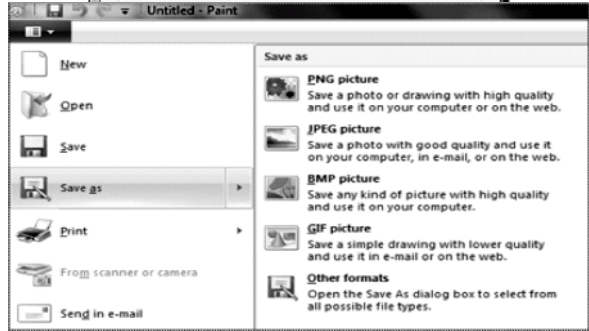 Untitled - Paint
New
Open
Save
Save as
Print
From scanner or camera
Send in e-mail
Save as
PNG picture
Save a photo or drawing with high quality
and use it on your computer or on the web.
JPEG picture
Save a photo with good quality and use it
on your computer, in e-mail, or on the web.
BMP picture
Save any kind of picture with high quality
and use it on your computer.
GIF picture
Save a simple drawing with lower quality
and use it in e-mail or on the web.
Other formats
Open the Save As dialog box to select from
all possible file types.